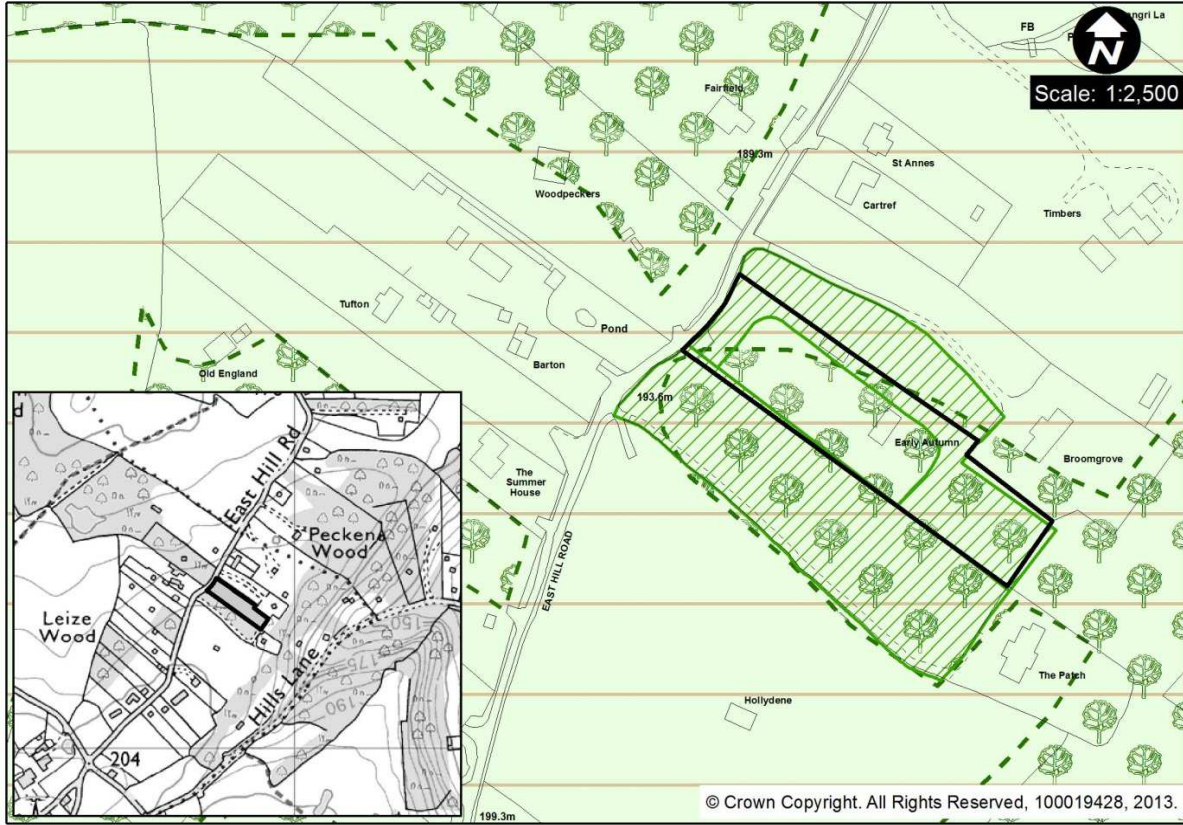 FB
N
Scale: 1:2,500
Fairfield
189.3m
St Annes
Woodpeckers
Cartref
Timbers
Tufton
Pond
Barton
Old England
193.6m
Early Autumn
Broomgrove
The
Summer
House
EAST HILL ROAD
The Patch
Hollydene
199.3m
East Hill Rd
Wood
Leize
Wood
Hills Lane
150
175
190
204
© Crown Copyright. All Rights Reserved, 100019428, 2013.